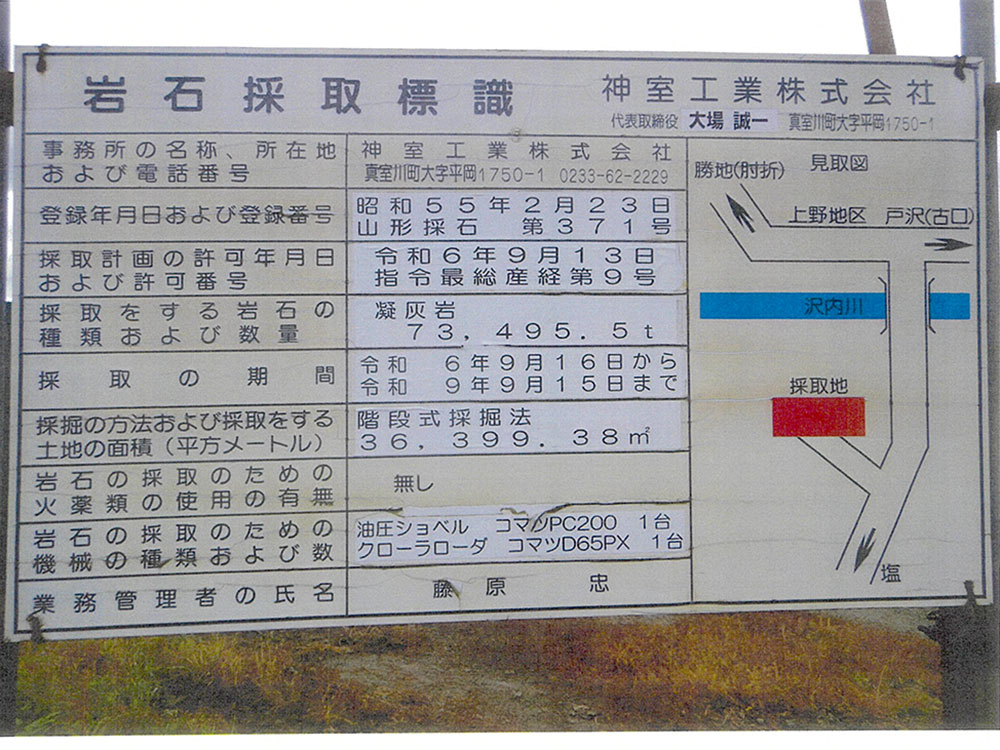 岩石採取標識
神室工業株式会社
代表取締役 大場 誠一 真室川町大字平岡1750-1
事務所の名称、所在地
および電話番号
神室工業株式会社
真室川町大字平岡1750-1 0233-62-2229
登録年月日および登録番号
昭和55年2月23日
山形採石 第371号
採取計画の許可年月日
および許可番号
令和6年9月13日
指令最総産経第9号
採取をする岩石の
種類および数量
凝灰岩
73,495.5t
採取の期間
令和 6年9月16日から
令和 9年9月15日まで
採掘の方法および採取をする
土地の面積(平方メートル)
階段式採掘法
36,399.38㎡
岩石の採取のための
火薬類の使用の有無
無し
岩石の採取のための
機械の種類および数
油圧ショベル コマツPC200 1台
クローラローダ コマツD65PX 1台
業務管理者の氏名
藤原 忠
見取図
勝地(肘折)
上野地区 戸沢(古口)
沢内川
採取地
塩